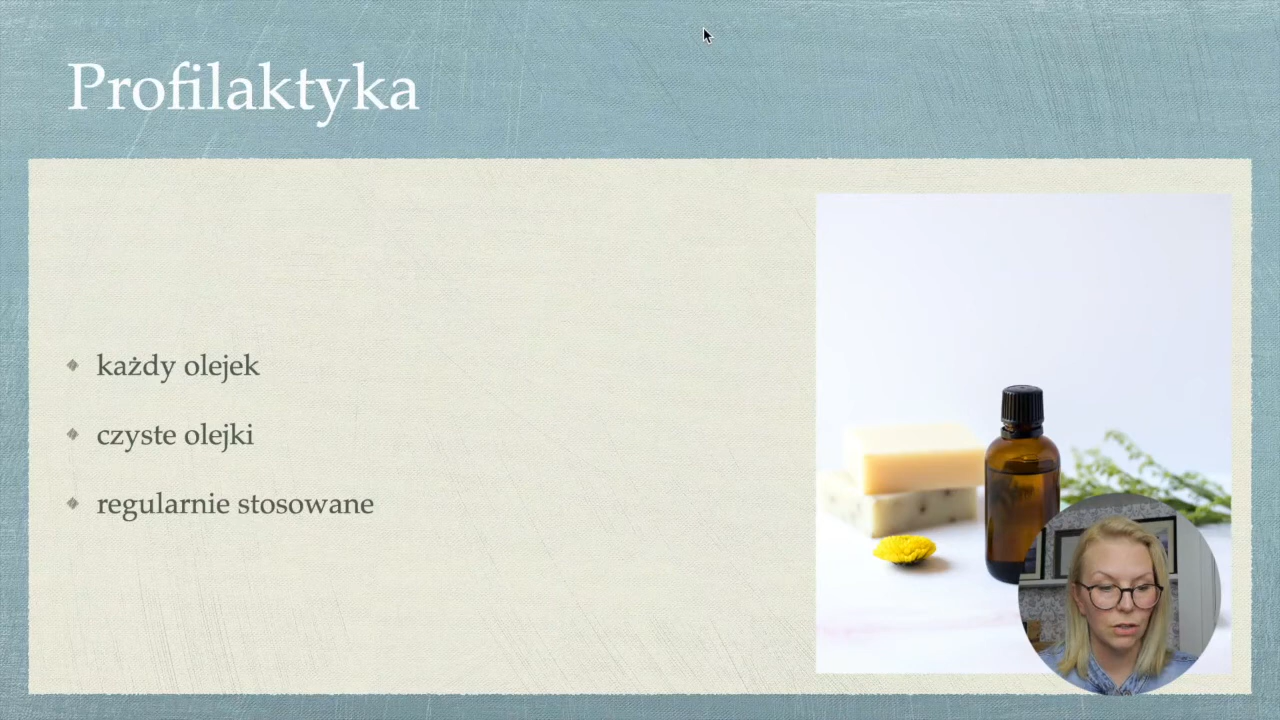 Profilaktyka
każdy olejek
czyste olejki
regularnie stosowane